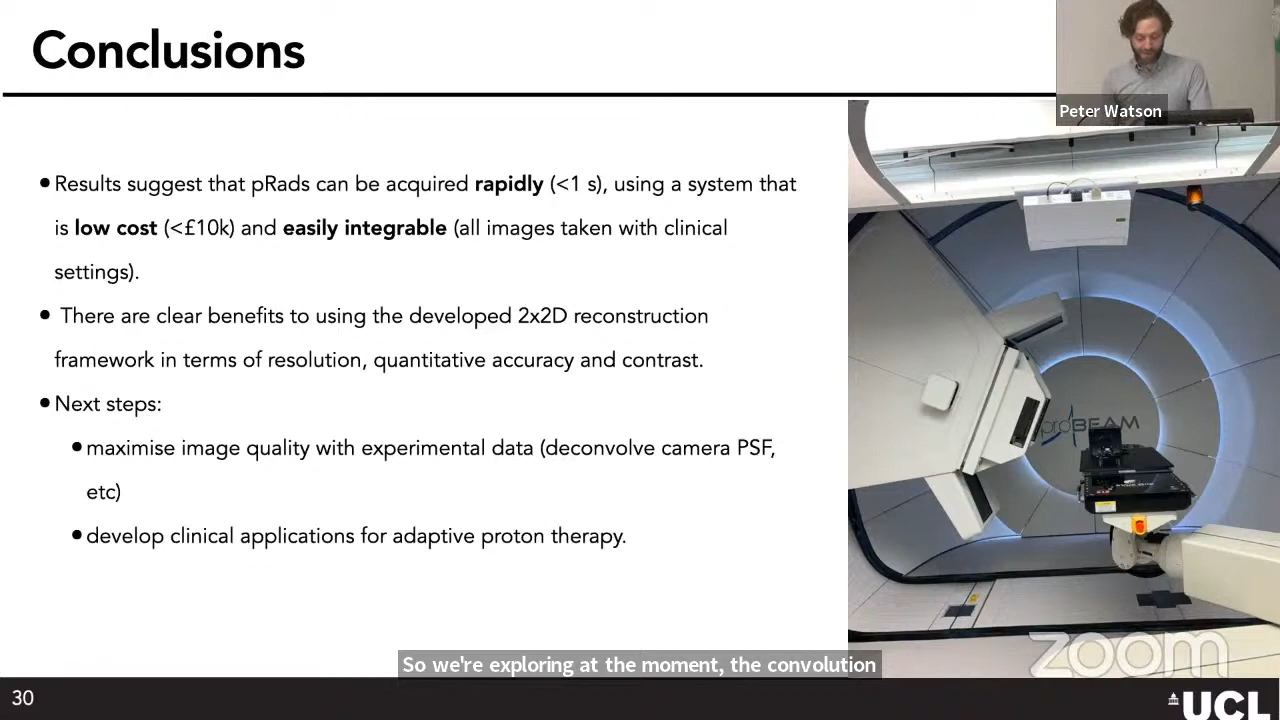 Conclusions
Peter Watson
●Results suggest that pRads can be acquired rapidly (<1 s), using a system that
is low cost (<£10k) and easily integrable (all images taken with clinical
settings).
● There are clear benefits to using the developed 2x2D reconstruction
framework in terms of resolution, quantitative accuracy and contrast.
●Next steps:
●maximise image quality with experimental data (deconvolve camera PSF,
etc)
●develop clinical applications for adaptive proton therapy.
proBEAM
zoom
So we're exploring at the moment, the convolution
30
UCL